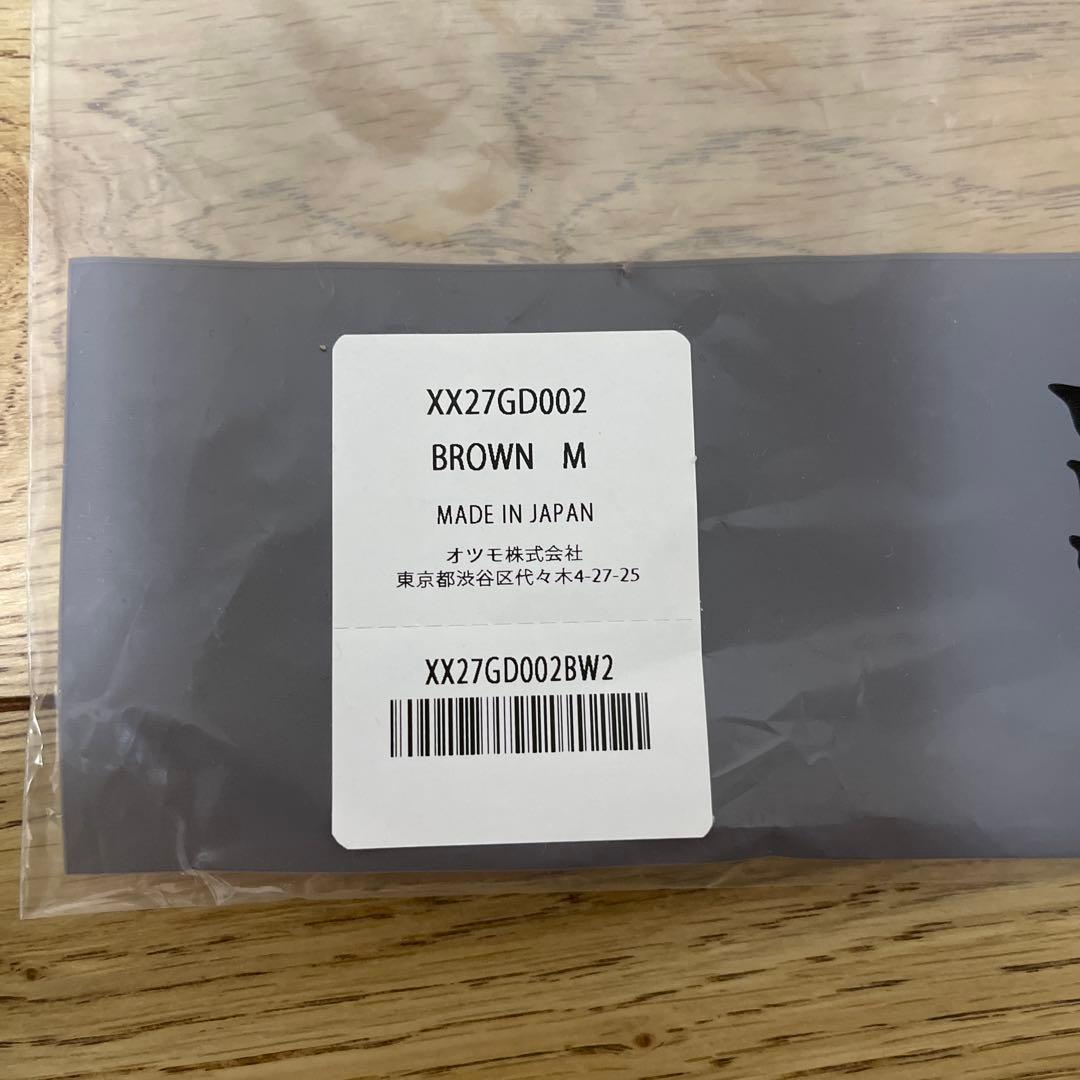 XX27GD002
BROWN M
MADE IN JAPAN
オツモ株式会社
東京都渋谷区代々木4-27-25
XX27GD002BW2